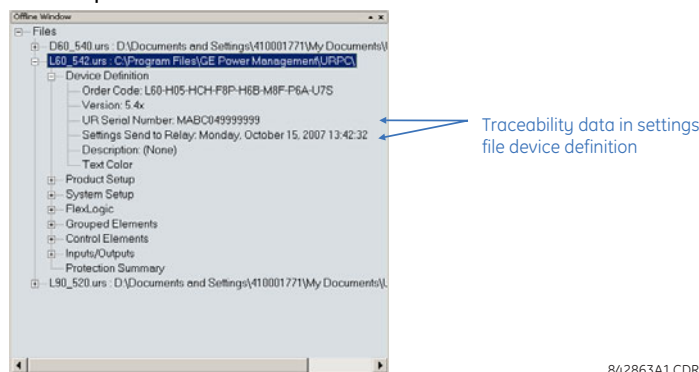 Offline Window
Files
D60_540.urs : D:\Documents and Settings\410001771\My Documents\
L60_542.urs : C:\Program Files\GE Power Management\URPC\
Device Definition
Order Code: L60-H05-HCH-F8P-H6B-M8F-P6A-U7S
Version: 5.4x
UR Serial Number: MABC049999999
Settings Send to Relay: Monday, October 15, 2007 13:42:32
Description: (None)
Text Color
Product Setup
System Setup
FlexLogic
Grouped Elements
Control Elements
Inputs/Outputs
Protection Summary
L90_520.urs : D:\Documents and Settings\410001771\My Documents\
Traceability data in settings
file device definition
842863A1.CDR